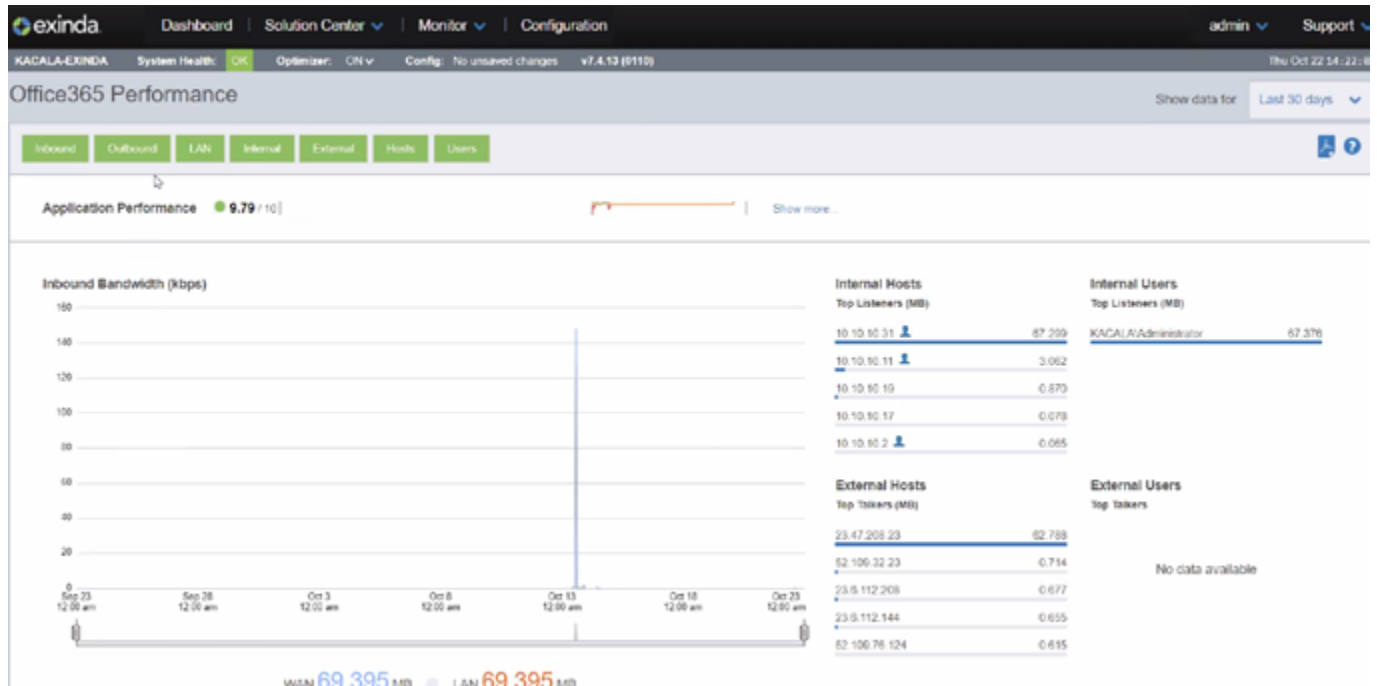 exinda Dashboard Solution Center Monitor Configuration admin Support
KACALA-EXINDA System Health: OK Optimizer: ON Config: No unsaved changes v7.4.13 (0110) Thu Oct 22 14:22:
Office365 Performance
Show data for Last 30 days
Inbound Outbound LAN Internal External Hosts Users
Application Performance 9.79 / 10 Show more...
Inbound Bandwidth (kbps)
160
140
120
100
80
60
40
20
0
Sep 23 Sep 28 Oct 3 Oct 8 Oct 13 Oct 18 Oct 23
12:00 am 12:00 am 12:00 am 12:00 am 12:00 am 12:00 am 12:00 am
WAN 69.395 MB LAN 69.395 MB
Internal Hosts
Top Listeners (MB)
10.10.10.31 67.299
10.10.10.11 3.062
10.10.10.19 0.870
10.10.10.17 0.078
10.10.10.2 0.065
Internal Users
Top Listeners (MB)
KACALA\Administrator 67.376
External Hosts
Top Talkers (MB)
23.47.208.23 62.788
52.109.32.23 0.714
23.6.112.208 0.677
23.6.112.144 0.655
52.109.76.124 0.615
External Users
Top Talkers
No data available